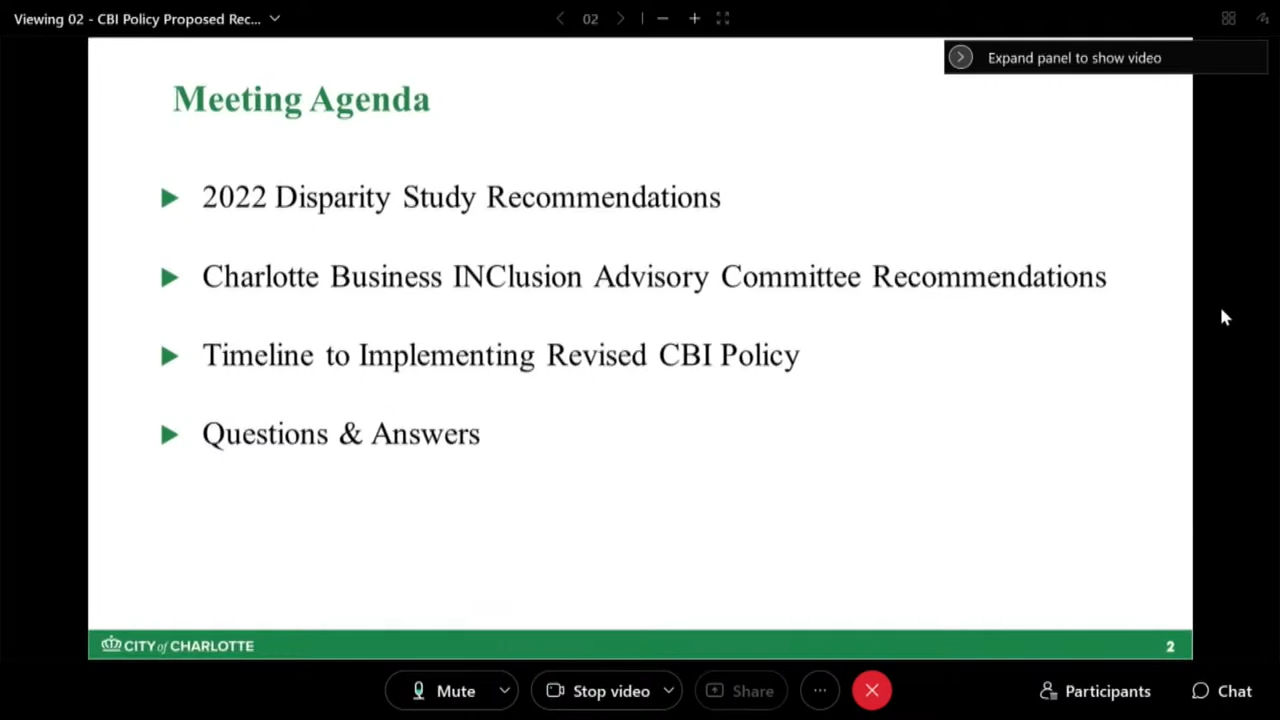 Viewing 02 - CBI Policy Proposed Rec...
02
Expand panel to show video
Meeting Agenda
2022 Disparity Study Recommendations
Charlotte Business INClusion Advisory Committee Recommendations
Timeline to Implementing Revised CBI Policy
Questions & Answers
CITY of CHARLOTTE
2
Mute
Stop video
Share
Participants
Chat